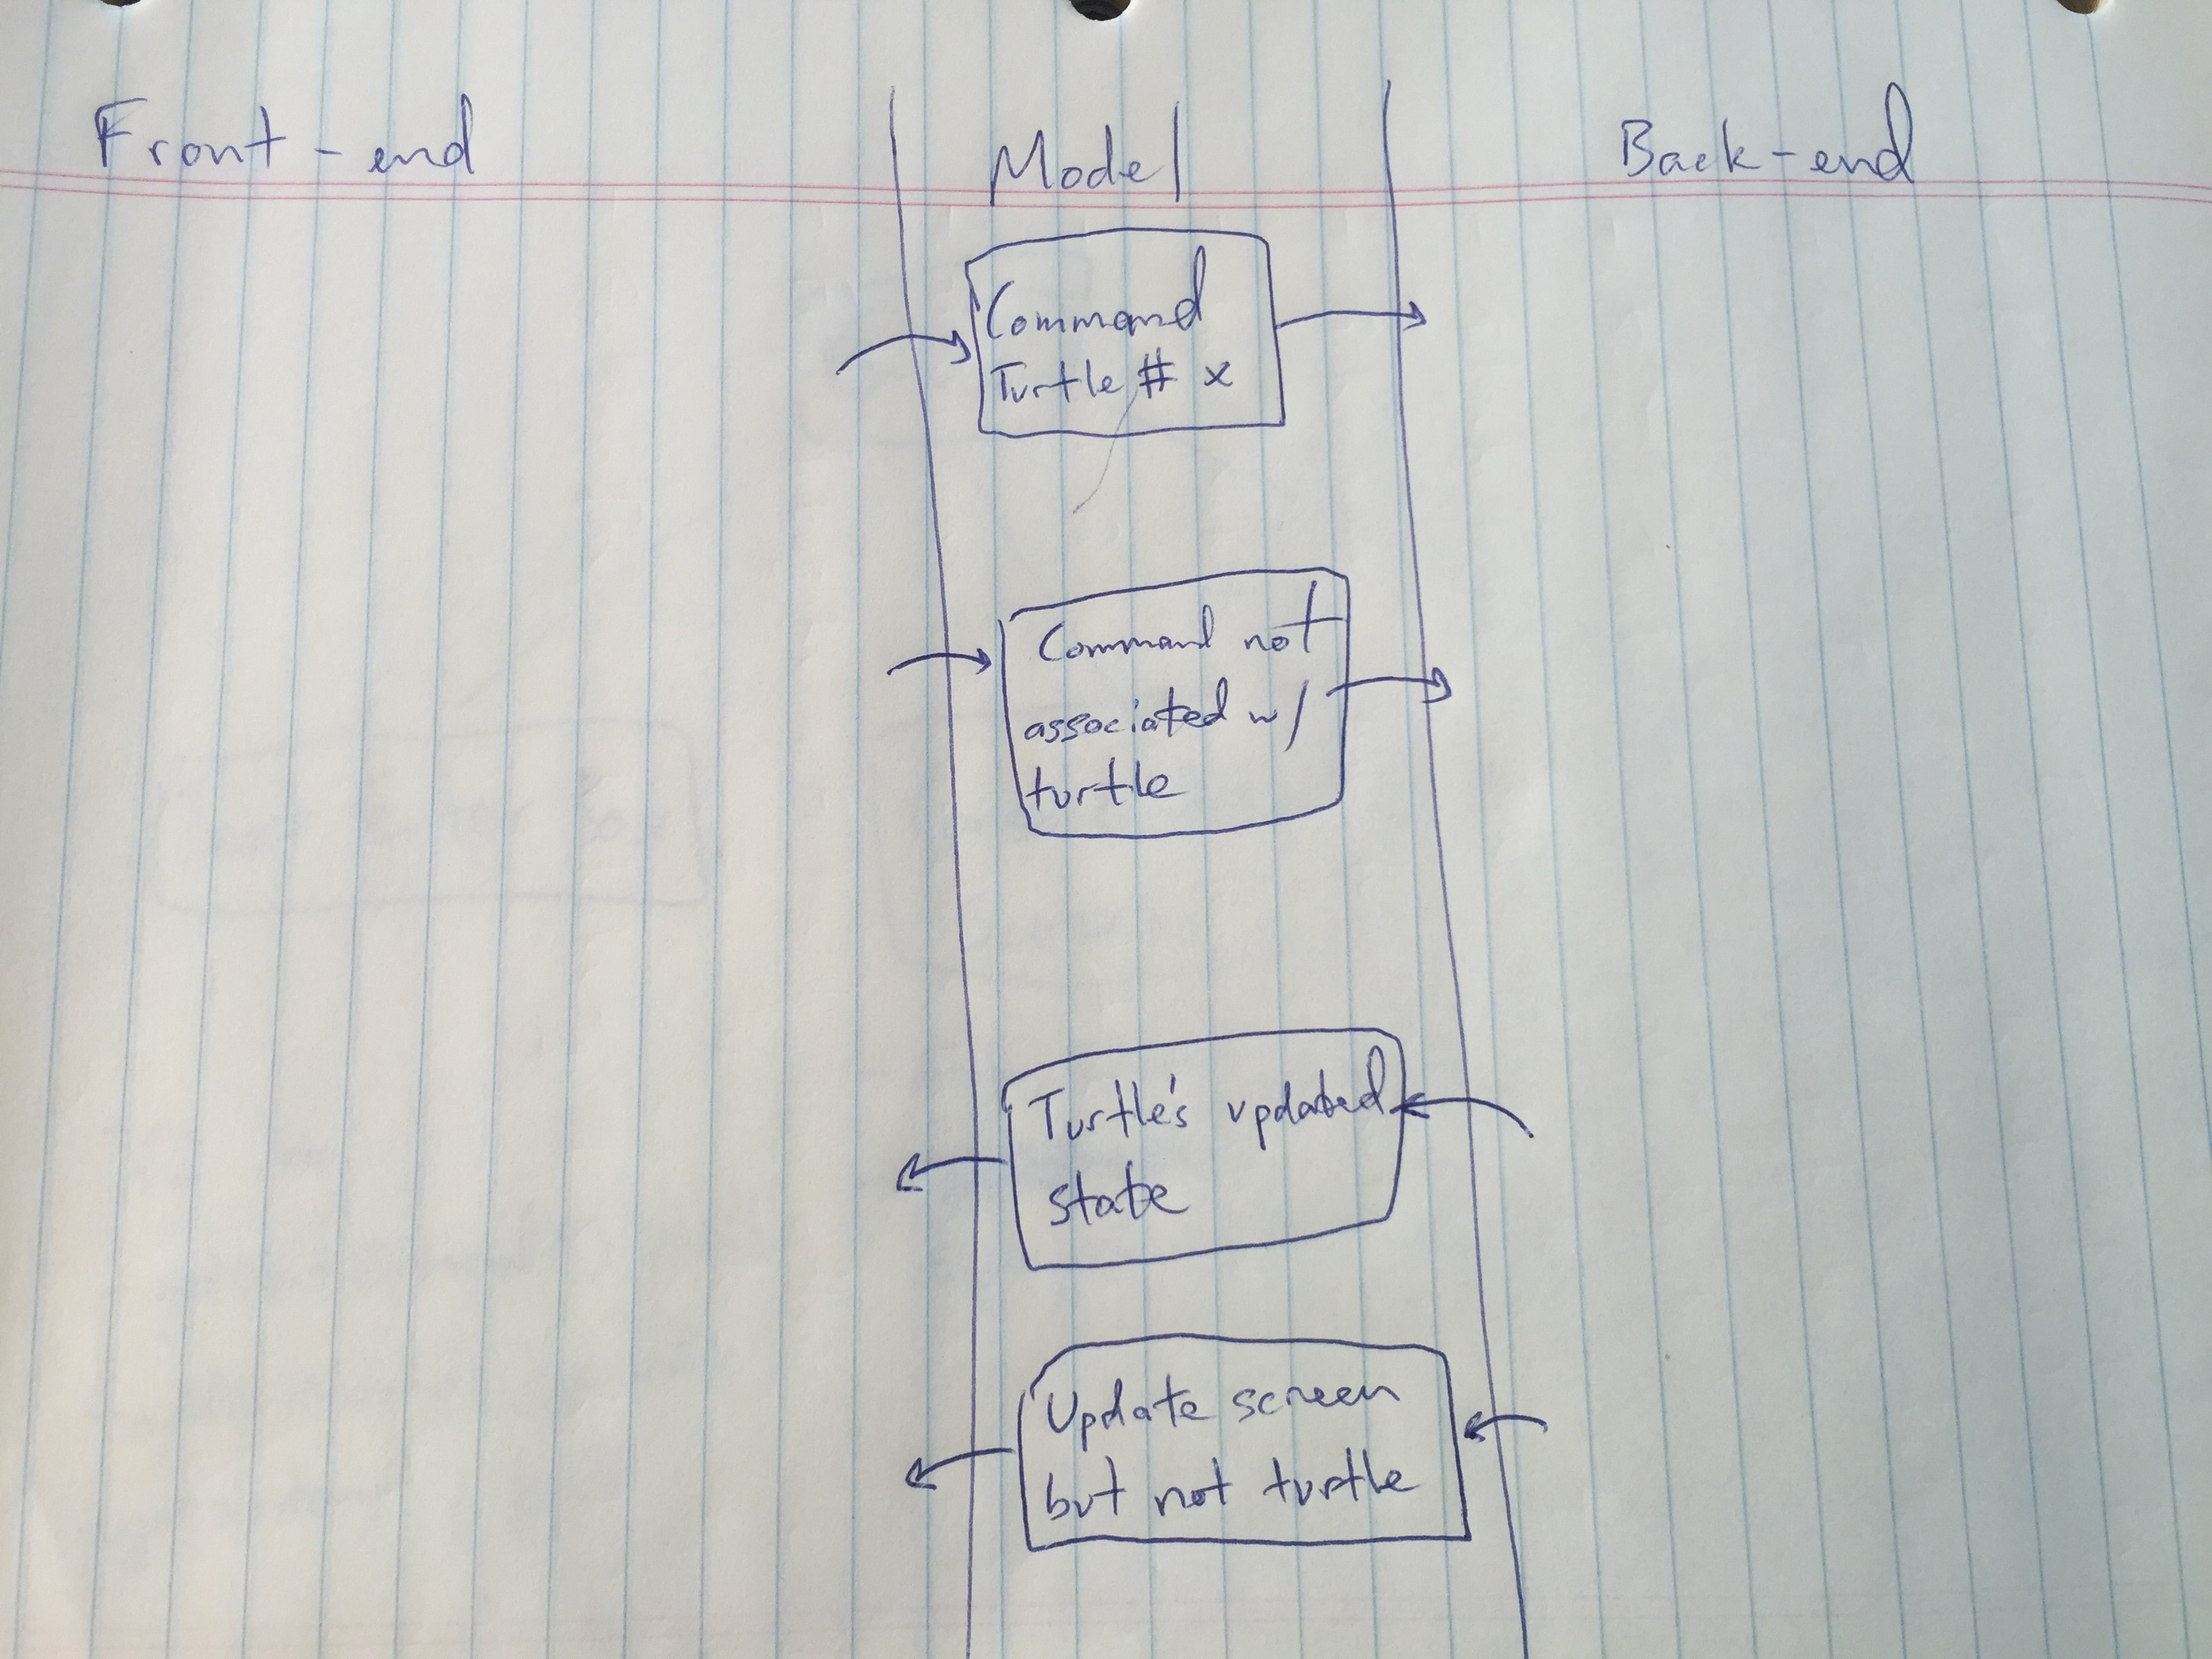 Front-end
Model
Back-end
Command
Turtle # x
Command not
associated w/
turtle
Turtle's updated
state
Update screen
but not turtle